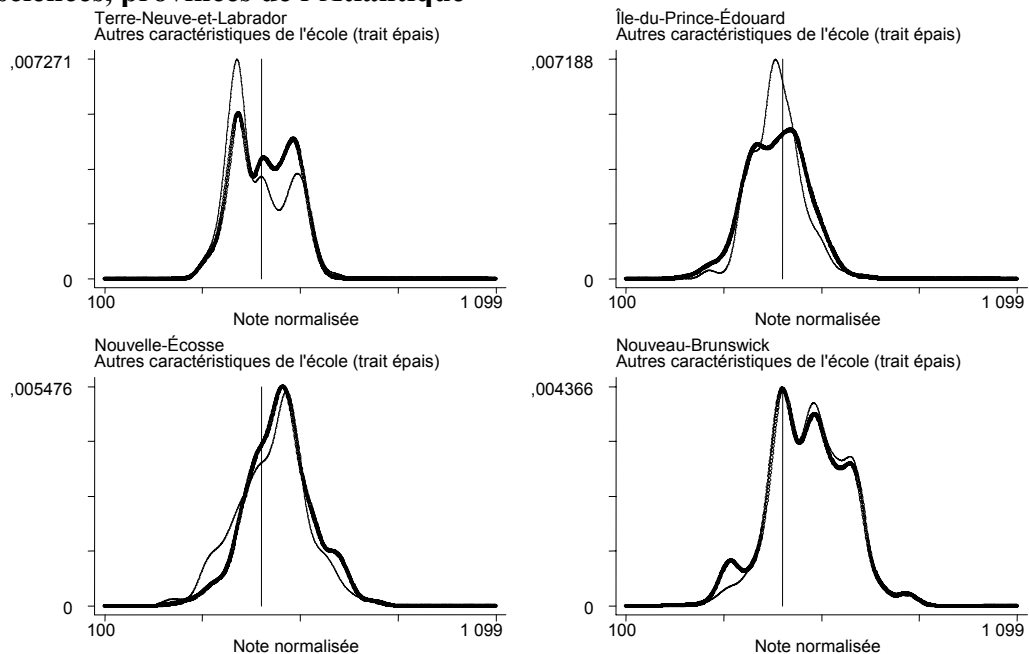 provinces de l'Atlantique
Terre-Neuve-et-Labrador
Autres caractéristiques de l'école (trait épais)
,007271
0
100
1 099
Note normalisée
Île-du-Prince-Édouard
Autres caractéristiques de l'école (trait épais)
,007188
0
100
1 099
Note normalisée
Nouvelle-Écosse
Autres caractéristiques de l'école (trait épais)
,005476
0
100
1 099
Note normalisée
Nouveau-Brunswick
Autres caractéristiques de l'école (trait épais)
,004366
0
100
1 099
Note normalisée